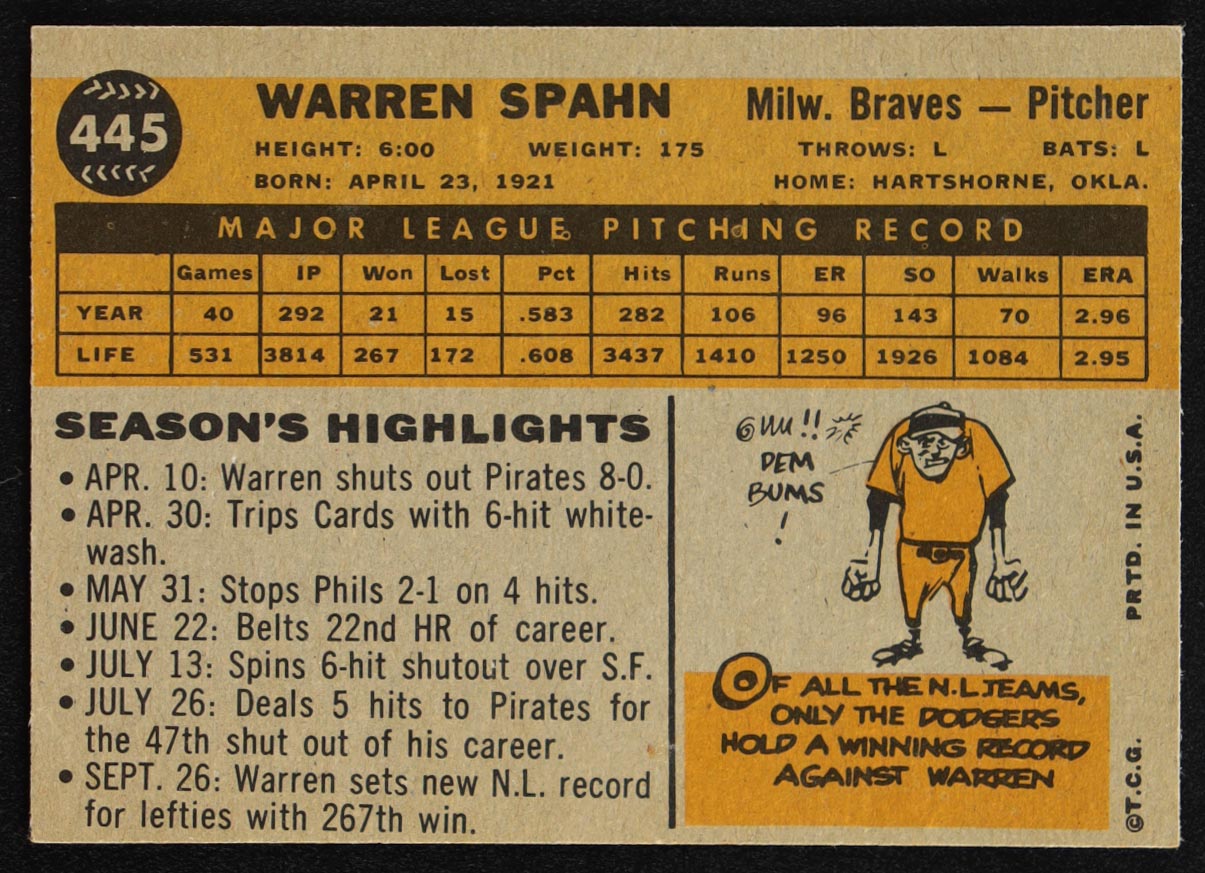 445
WARREN SPAHN Milw. Braves — Pitcher
HEIGHT: 6:00 WEIGHT: 175 THROWS: L BATS: L
BORN: APRIL 23, 1921 HOME: HARTSHORNE, OKLA.
MAJOR LEAGUE PITCHING RECORD
Games IP Won Lost Pct Hits Runs ER SO Walks ERA
YEAR 40 292 21 15 .583 282 106 96 143 70 2.96
LIFE 531 3814 267 172 .608 3437 1410 1250 1926 1084 2.95
SEASON'S HIGHLIGHTS
• APR. 10: Warren shuts out Pirates 8-0.
• APR. 30: Trips Cards with 6-hit white-
wash.
• MAY 31: Stops Phils 2-1 on 4 hits.
• JUNE 22: Belts 22nd HR of career.
• JULY 13: Spins 6-hit shutout over S.F.
• JULY 26: Deals 5 hits to Pirates for
the 47th shut out of his career.
• SEPT. 26: Warren sets new N.L. record
for lefties with 267th win.
DEM
BUMS
!
OF ALL THE N.L. TEAMS,
ONLY THE DODGERS
HOLD A WINNING RECORD
AGAINST WARREN
PRTD. IN U.S.A.
©T.C.G.